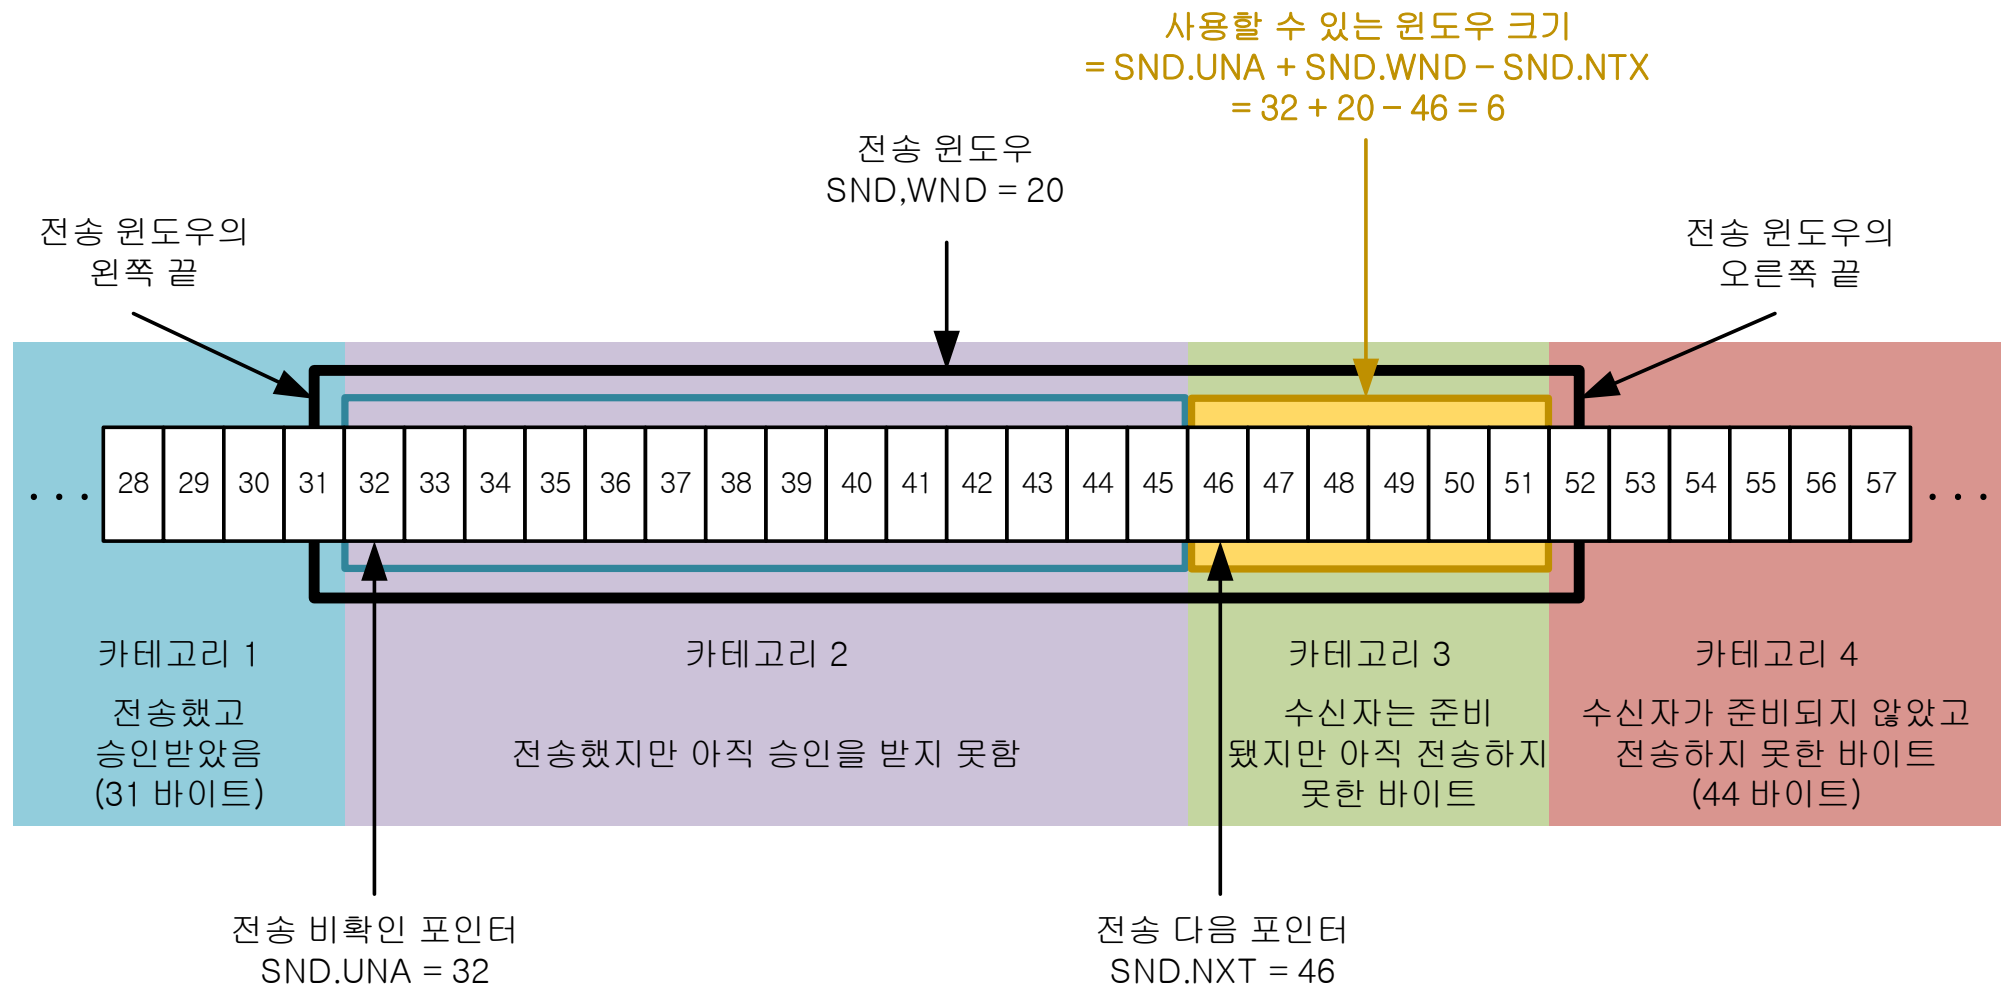 사용할 수 있는 윈도우 크기
= SND.UNA + SND.WND − SND.NTX
= 32 + 20 − 46 = 6
전송 윈도우
SND,WND = 20
전송 윈도우의
왼쪽 끝
전송 윈도우의
오른쪽 끝
. . . 28 29 30 31 32 33 34 35 36 37 38 39 40 41 42 43 44 45 46 47 48 49 50 51 52 53 54 55 56 57 . . .
카테고리 1
전송했고
승인받았음
(31 바이트)
카테고리 2
전송했지만 아직 승인을 받지 못함
카테고리 3
수신자는 준비
됐지만 아직 전송하지
못한 바이트
카테고리 4
수신자가 준비되지 않았고
전송하지 못한 바이트
(44 바이트)
전송 비확인 포인터
SND.UNA = 32
전송 다음 포인터
SND.NXT = 46